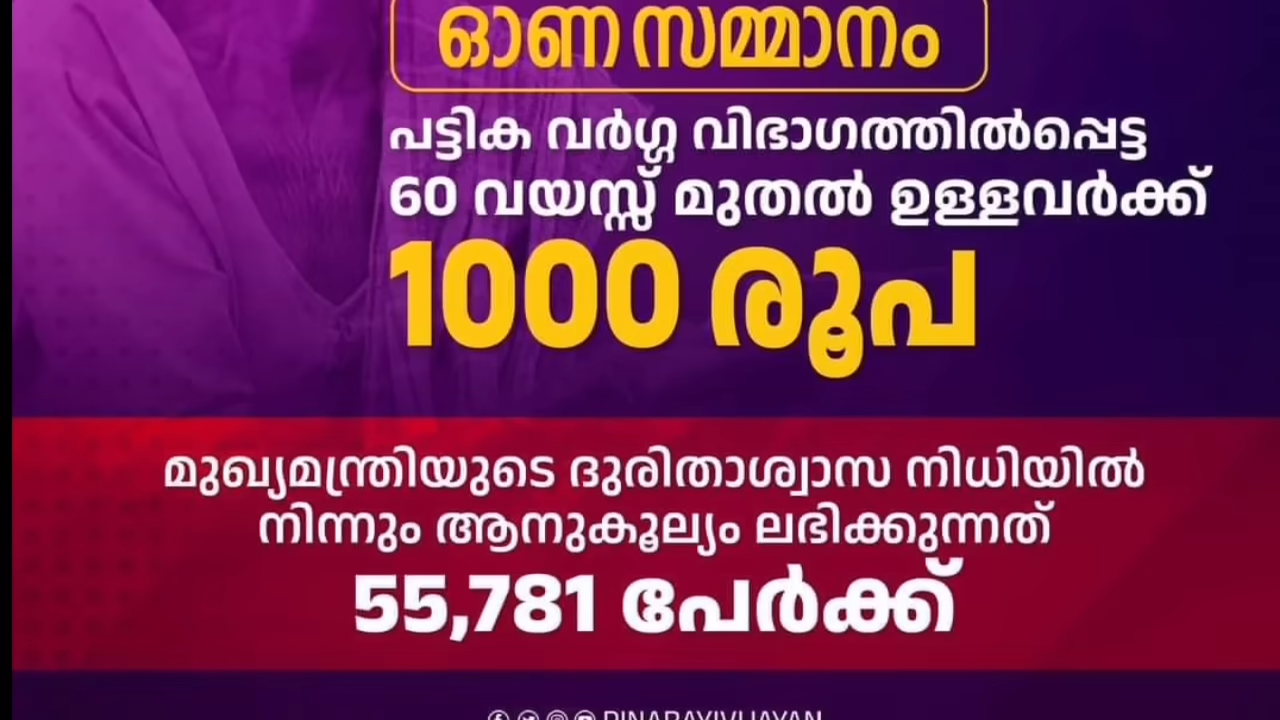 ഓണ സമ്മാനം
പട്ടിക വർഗ്ഗ വിഭാഗത്തിൽപ്പെട്ട
60 വയസ്സ് മുതൽ ഉള്ളവർക്ക്
1000 രൂപ
മുഖ്യമന്ത്രിയുടെ ദുരിതാശ്വാസ നിധിയിൽ
നിന്നും ആനുകൂല്യം ലഭിക്കുന്നത്
55,781 പേർക്ക്
PINARAYIVIJAYAN